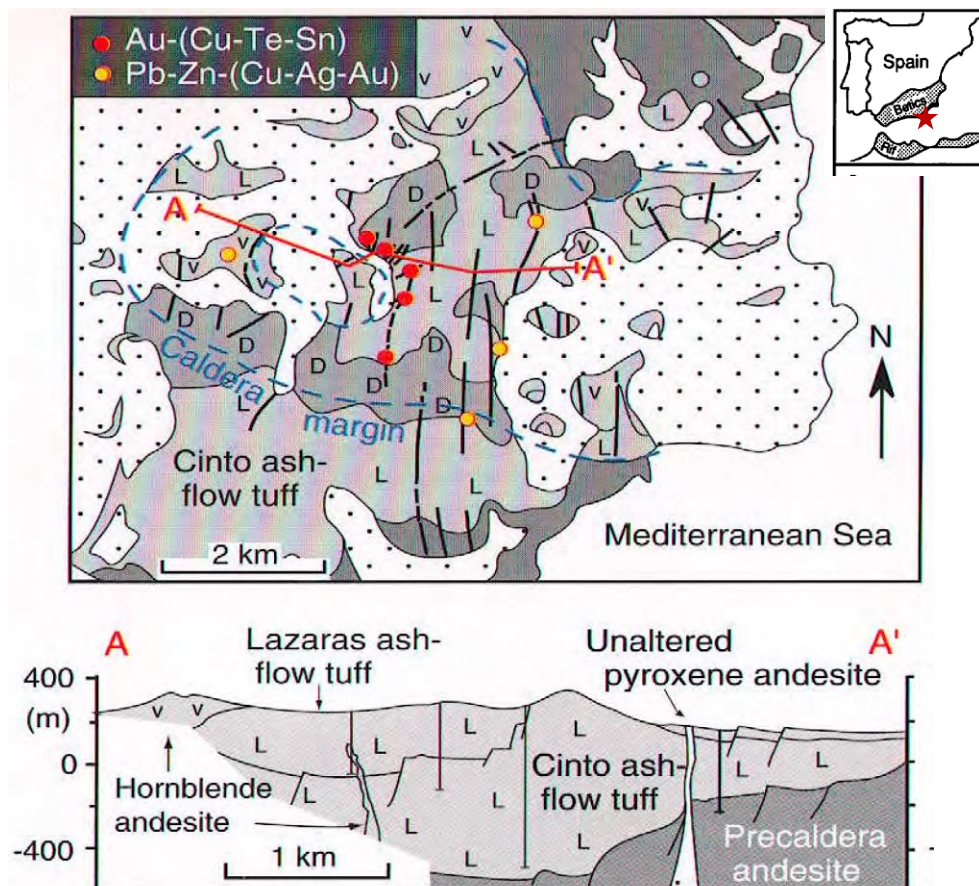 Au-(Cu-Te-Sn)
Pb-Zn-(Cu-Ag-Au)
Spain
Betics
Rif
v
v
v
v
L
v
L
L
D
D
v
L
A
L
v
v
L
L
A'
D
L
D
D
D
D
v
L
L
L
L
N
Caldera
margin
Cinto ash-
flow tuff
2 km
Mediterranean Sea
A
Lazaras ash-
flow tuff
Unaltered
pyroxene andesite
A'
400
(m)
0
-400
v v
L
L
L
L
L
L
L
L
L
L
L
Hornblende
andesite
Cinto ash-
flow tuff
Precaldera
andesite
1 km